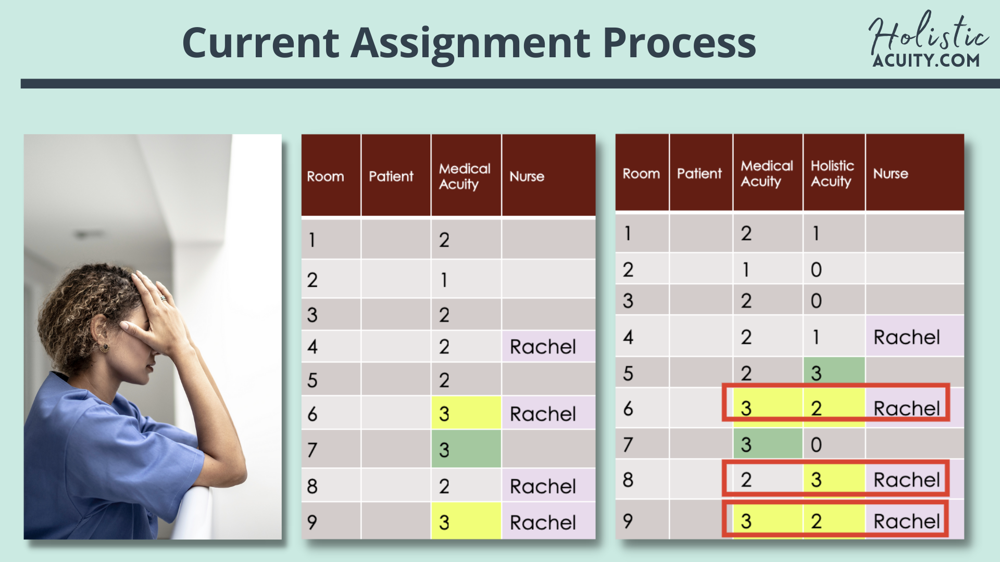 Current Assignment Process
Holistic
ACUITY.COM
Room Patient Medical Acuity Nurse
1 2
2 1
3 2
4 2 Rachel
5 2
6 3 Rachel
7 3
8 2 Rachel
9 3 Rachel
Room Patient Medical Acuity Holistic Acuity Nurse
1 2 1
2 1 0
3 2 0
4 2 1 Rachel
5 2 3
6 3 2 Rachel
7 3 0
8 2 3 Rachel
9 3 2 Rachel